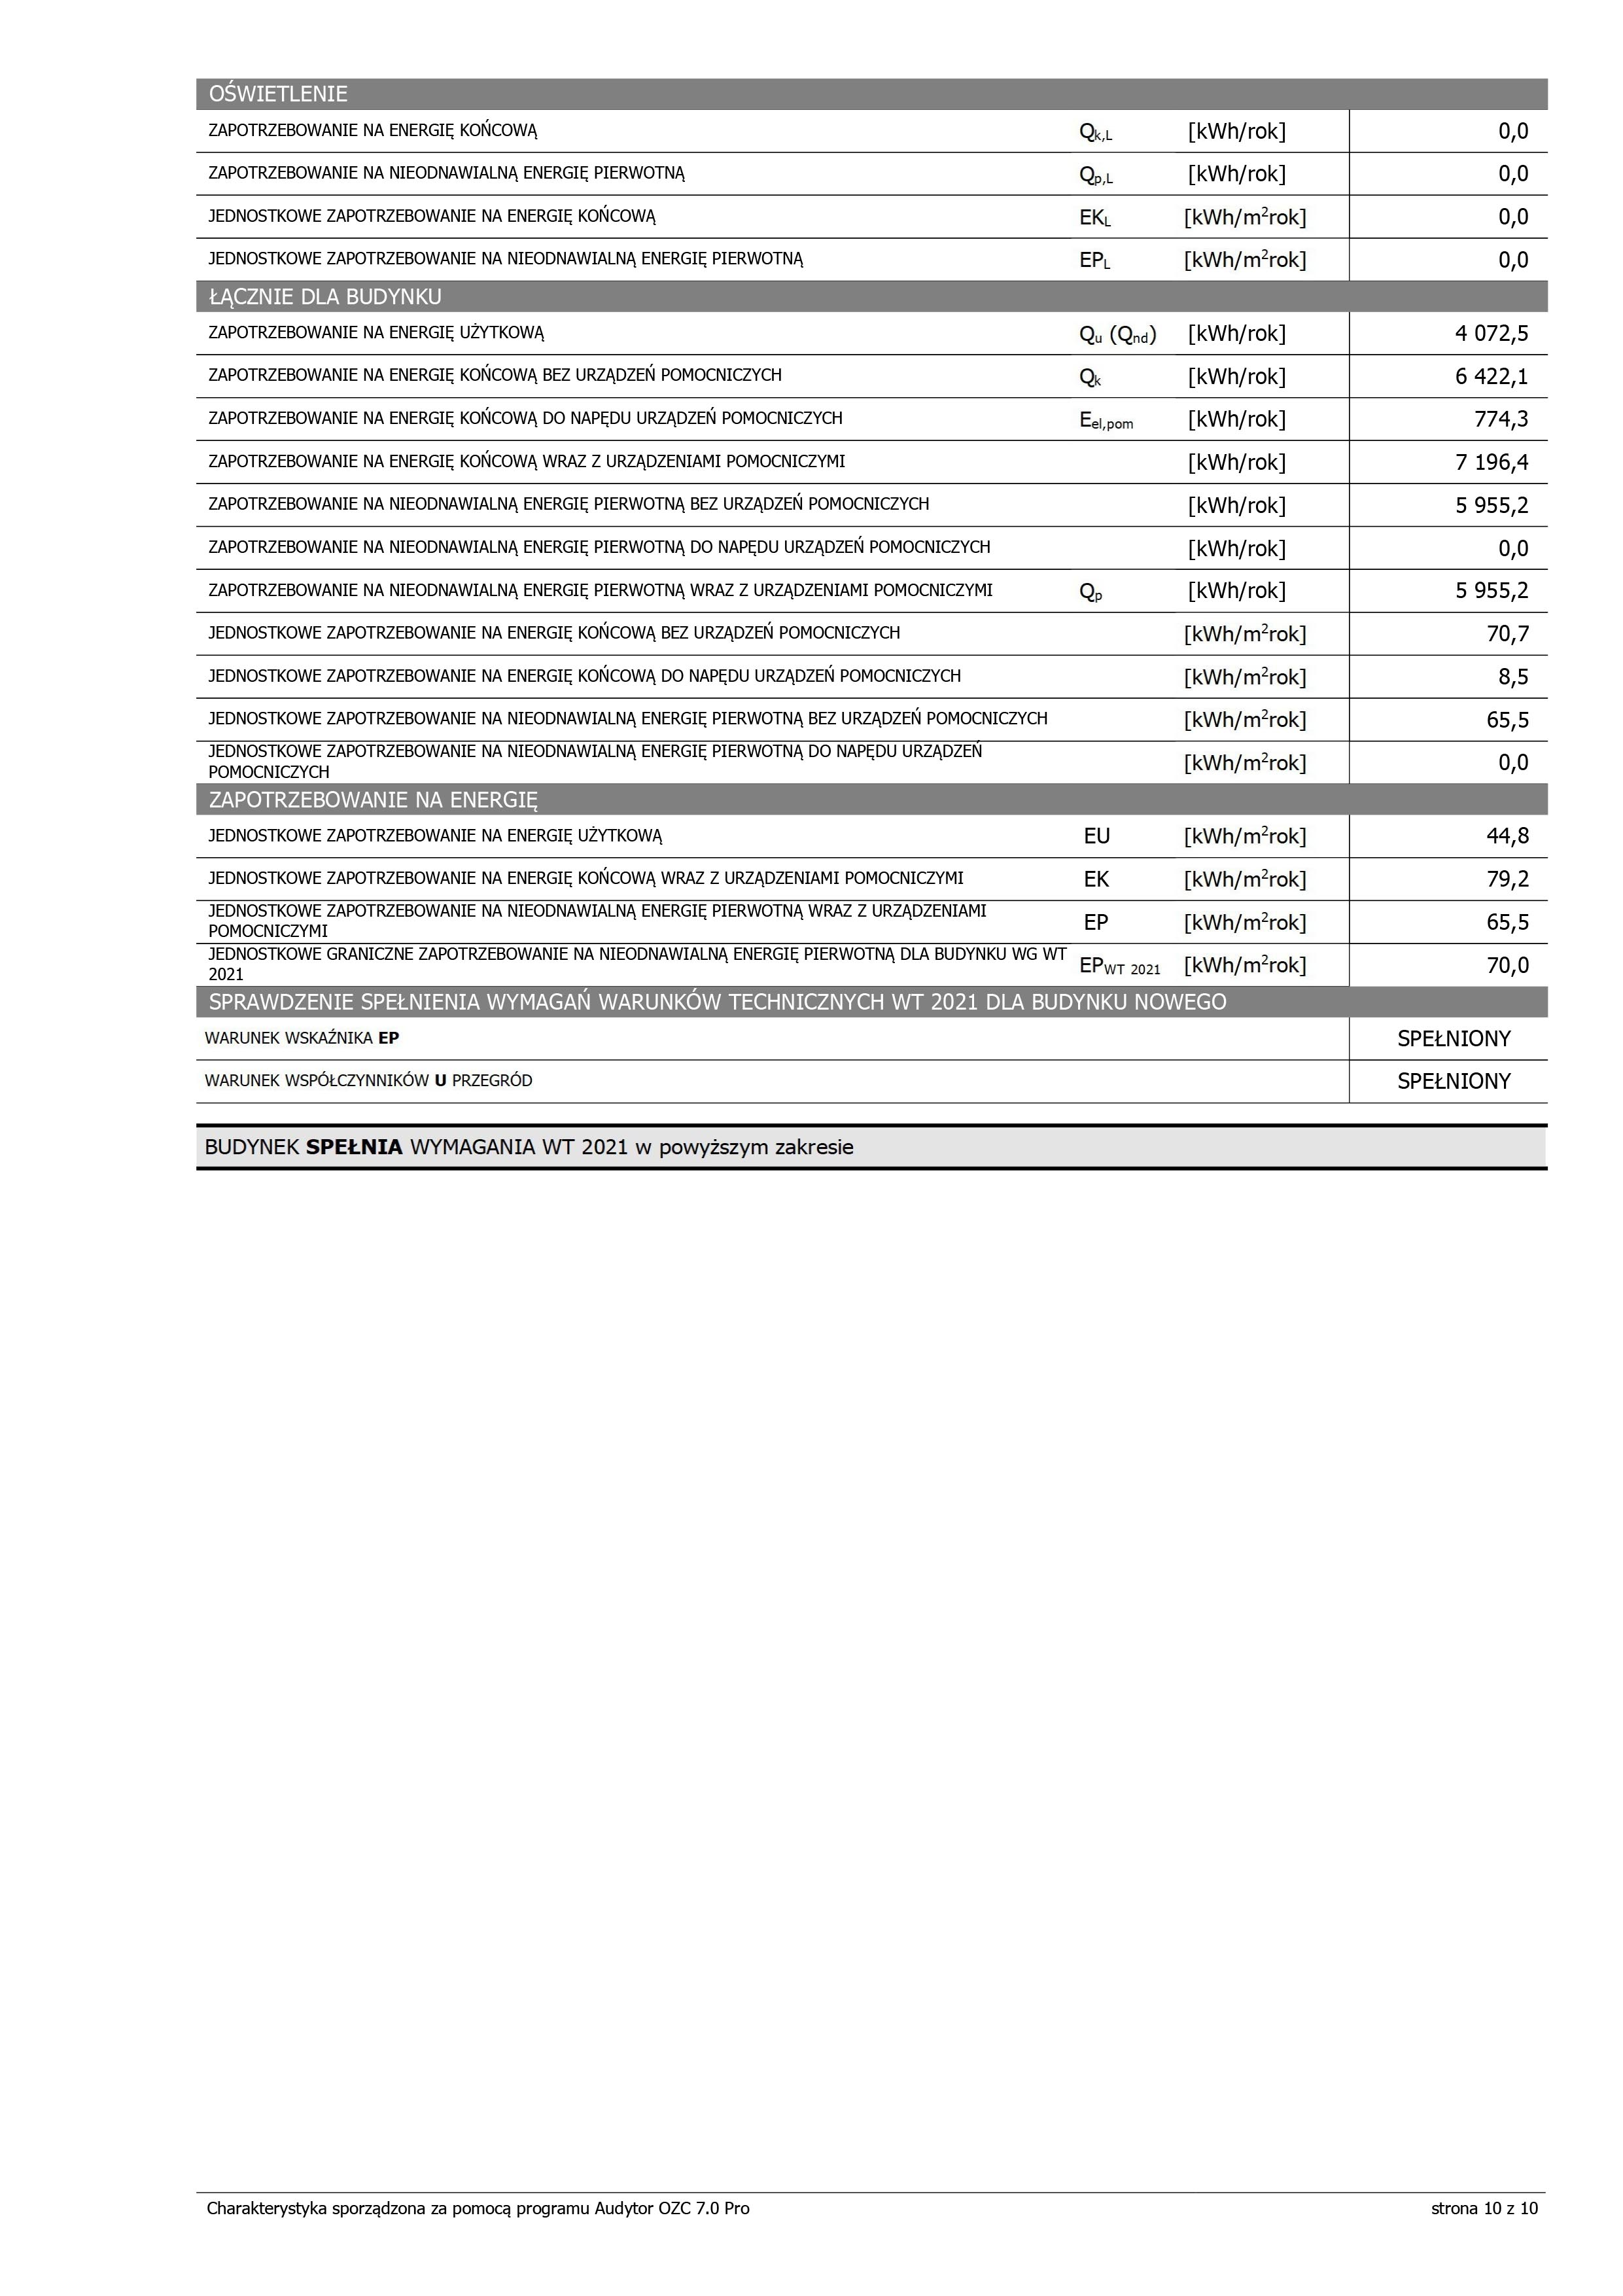 OŚWIETLENIE
ZAPOTRZEBOWANIE NA ENERGIĘ KOŃCOWĄ Qk,L [kWh/rok] 0,0
ZAPOTRZEBOWANIE NA NIEODNAWIALNĄ ENERGIĘ PIERWOTNĄ Qp,L [kWh/rok] 0,0
JEDNOSTKOWE ZAPOTRZEBOWANIE NA ENERGIĘ KOŃCOWĄ EKL [kWh/m²rok] 0,0
JEDNOSTKOWE ZAPOTRZEBOWANIE NA NIEODNAWIALNĄ ENERGIĘ PIERWOTNĄ EPL [kWh/m²rok] 0,0
ŁĄCZNIE DLA BUDYNKU
ZAPOTRZEBOWANIE NA ENERGIĘ UŻYTKOWĄ Qu (Qnd) [kWh/rok] 4 072,5
ZAPOTRZEBOWANIE NA ENERGIĘ KOŃCOWĄ BEZ URZĄDZEŃ POMOCNICZYCH Qk [kWh/rok] 6 422,1
ZAPOTRZEBOWANIE NA ENERGIĘ KOŃCOWĄ DO NAPĘDU URZĄDZEŃ POMOCNICZYCH Eel,pom [kWh/rok] 774,3
ZAPOTRZEBOWANIE NA ENERGIĘ KOŃCOWĄ WRAZ Z URZĄDZENIAMI POMOCNICZYMI [kWh/rok] 7 196,4
ZAPOTRZEBOWANIE NA NIEODNAWIALNĄ ENERGIĘ PIERWOTNĄ BEZ URZĄDZEŃ POMOCNICZYCH [kWh/rok] 5 955,2
ZAPOTRZEBOWANIE NA NIEODNAWIALNĄ ENERGIĘ PIERWOTNĄ DO NAPĘDU URZĄDZEŃ POMOCNICZYCH [kWh/rok] 0,0
ZAPOTRZEBOWANIE NA NIEODNAWIALNĄ ENERGIĘ PIERWOTNĄ WRAZ Z URZĄDZENIAMI POMOCNICZYMI Qp [kWh/rok] 5 955,2
JEDNOSTKOWE ZAPOTRZEBOWANIE NA ENERGIĘ KOŃCOWĄ BEZ URZĄDZEŃ POMOCNICZYCH [kWh/m²rok] 70,7
JEDNOSTKOWE ZAPOTRZEBOWANIE NA ENERGIĘ KOŃCOWĄ DO NAPĘDU URZĄDZEŃ POMOCNICZYCH [kWh/m²rok] 8,5
JEDNOSTKOWE ZAPOTRZEBOWANIE NA NIEODNAWIALNĄ ENERGIĘ PIERWOTNĄ BEZ URZĄDZEŃ POMOCNICZYCH [kWh/m²rok] 65,5
JEDNOSTKOWE ZAPOTRZEBOWANIE NA NIEODNAWIALNĄ ENERGIĘ PIERWOTNĄ DO NAPĘDU URZĄDZEŃ
POMOCNICZYCH [kWh/m²rok] 0,0
ZAPOTRZEBOWANIE NA ENERGIĘ
JEDNOSTKOWE ZAPOTRZEBOWANIE NA ENERGIĘ UŻYTKOWĄ EU [kWh/m²rok] 44,8
JEDNOSTKOWE ZAPOTRZEBOWANIE NA ENERGIĘ KOŃCOWĄ WRAZ Z URZĄDZENIAMI POMOCNICZYMI EK [kWh/m²rok] 79,2
JEDNOSTKOWE ZAPOTRZEBOWANIE NA NIEODNAWIALNĄ ENERGIĘ PIERWOTNĄ WRAZ Z URZĄDZENIAMI
POMOCNICZYMI EP [kWh/m²rok] 65,5
JEDNOSTKOWE GRANICZNE ZAPOTRZEBOWANIE NA NIEODNAWIALNĄ ENERGIĘ PIERWOTNĄ DLA BUDYNKU WG WT
2021 EPWT 2021 [kWh/m²rok] 70,0
SPRAWDZENIE SPEŁNIENIA WYMAGAŃ WARUNKÓW TECHNICZNYCH WT 2021 DLA BUDYNKU NOWEGO
WARUNEK WSKAŹNIKA EP SPEŁNIONY
WARUNEK WSPÓŁCZYNNIKÓW U PRZEGRÓD SPEŁNIONY
BUDYNEK SPEŁNIA WYMAGANIA WT 2021 w powyższym zakresie
Charakterystyka sporządzona za pomocą programu Audytor OZC 7.0 Pro strona 10 z 10